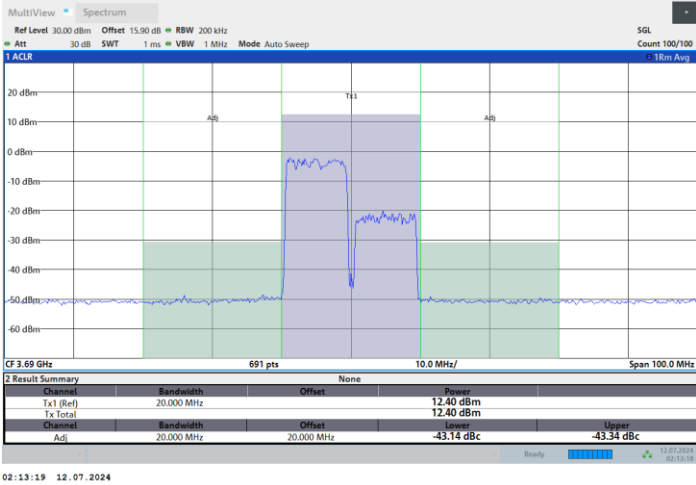 MultiView Spectrum
Ref Level 30.00 dBm Offset 15.90 dB RBW 200 kHz SGL
Att 30 dB SWT 1 ms VBW 1 MHz Mode Auto Sweep Count 100/100
1 ACLR 1Rm Avg
20 dBm
Tx1
Adj Adj
10 dBm
0 dBm
-10 dBm
-20 dBm
-30 dBm
-40 dBm
-50 dBm
-60 dBm
CF 3.69 GHz 691 pts 10.0 MHz/ Span 100.0 MHz
2 Result Summary None
Channel Bandwidth Offset Power
Tx1 (Ref) 20.000 MHz 12.40 dBm
Tx Total 12.40 dBm
Channel Bandwidth Offset Lower Upper
Adj 20.000 MHz 20.000 MHz -43.14 dBc -43.34 dBc
Ready 12.07.2024
02:13:18
02:13:19 12.07.2024